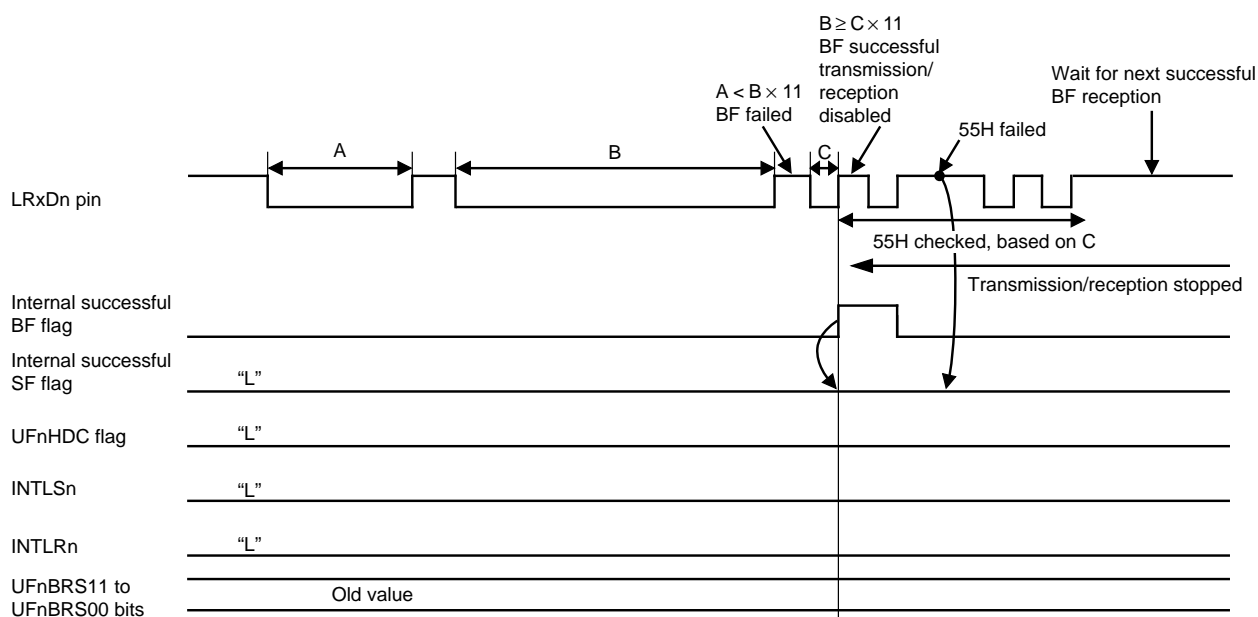 B ≥ C × 11
BF successful
transmission/
reception
disabled
A < B × 11
BF failed
Wait for next successful
BF reception
55H failed
A
B
C
LRxDn pin
55H checked, based on C
Transmission/reception stopped
Internal successful
BF flag
Internal successful
SF flag
“L”
UFnHDC flag
“L”
INTLSn
“L”
INTLRn
“L”
UFnBRS11 to
UFnBRS00 bits
Old value